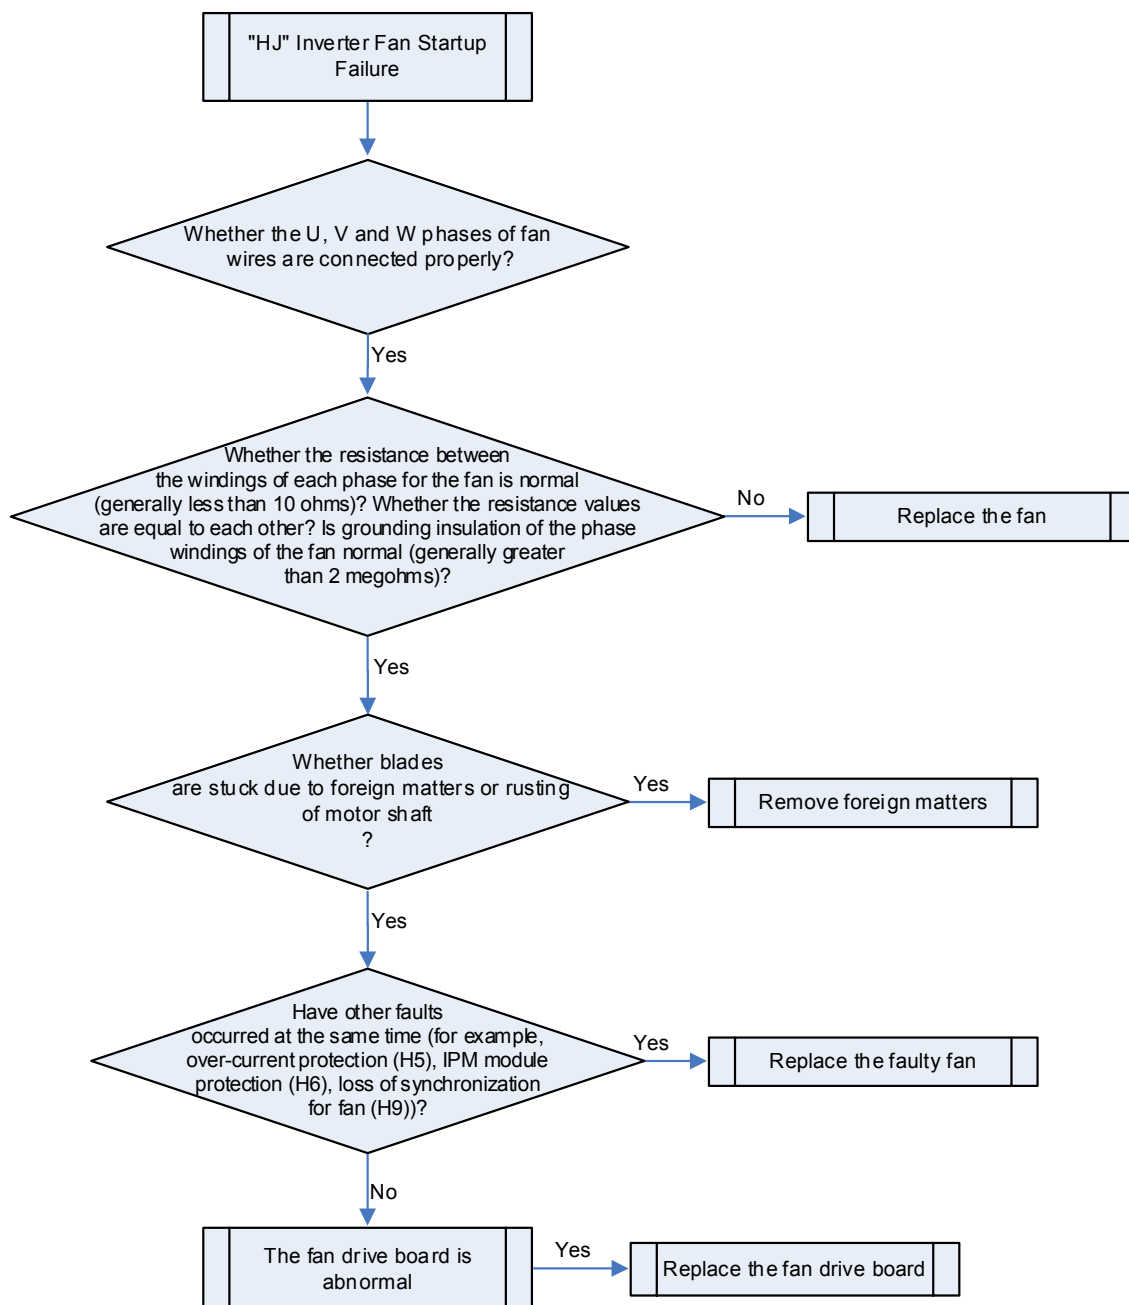 "HJ" Inverter Fan Startup
Failure
Whether the U, V and W phases of fan
wires are connected properly?
Yes
Whether the resistance between
the windings of each phase for the fan is normal
(generally less than 10 ohms)? Whether the resistance values
are equal to each other? Is grounding insulation of the phase
windings of the fan normal (generally greater
than 2 megohms)?
No
Replace the fan
Yes
Whether blades
are stuck due to foreign matters or rusting
of motor shaft
?
Yes
Remove foreign matters
Yes
Have other faults
occurred at the same time (for example,
over-current protection (H5), IPM module
protection (H6), loss of synchronization
for fan (H9))?
Yes
Replace the faulty fan
No
The fan drive board is
abnormal
Yes
Replace the fan drive board